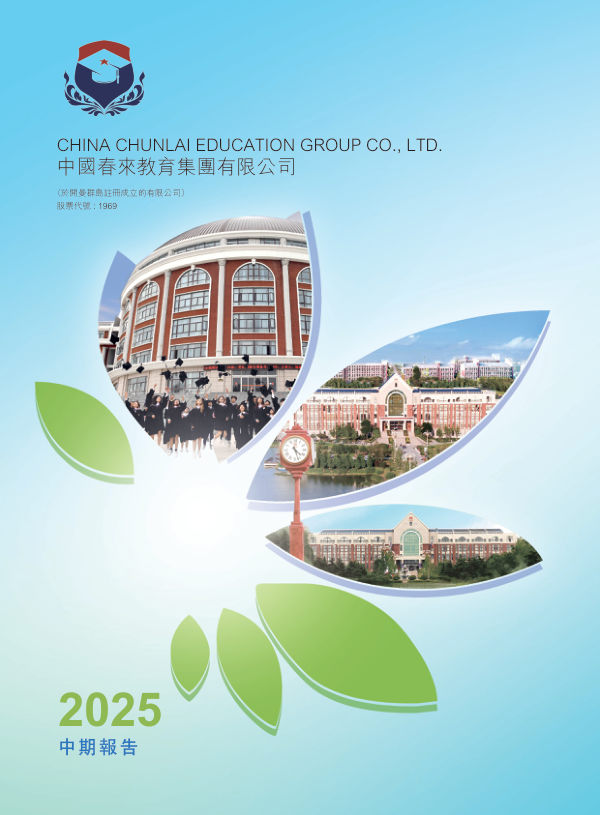 CHINA CHUNLAI EDUCATION GROUP CO., LTD.
中國春來教育集團有限公司
（於開曼群島註冊成立的有限公司）
股票代號 : 1969
2025
中期報告